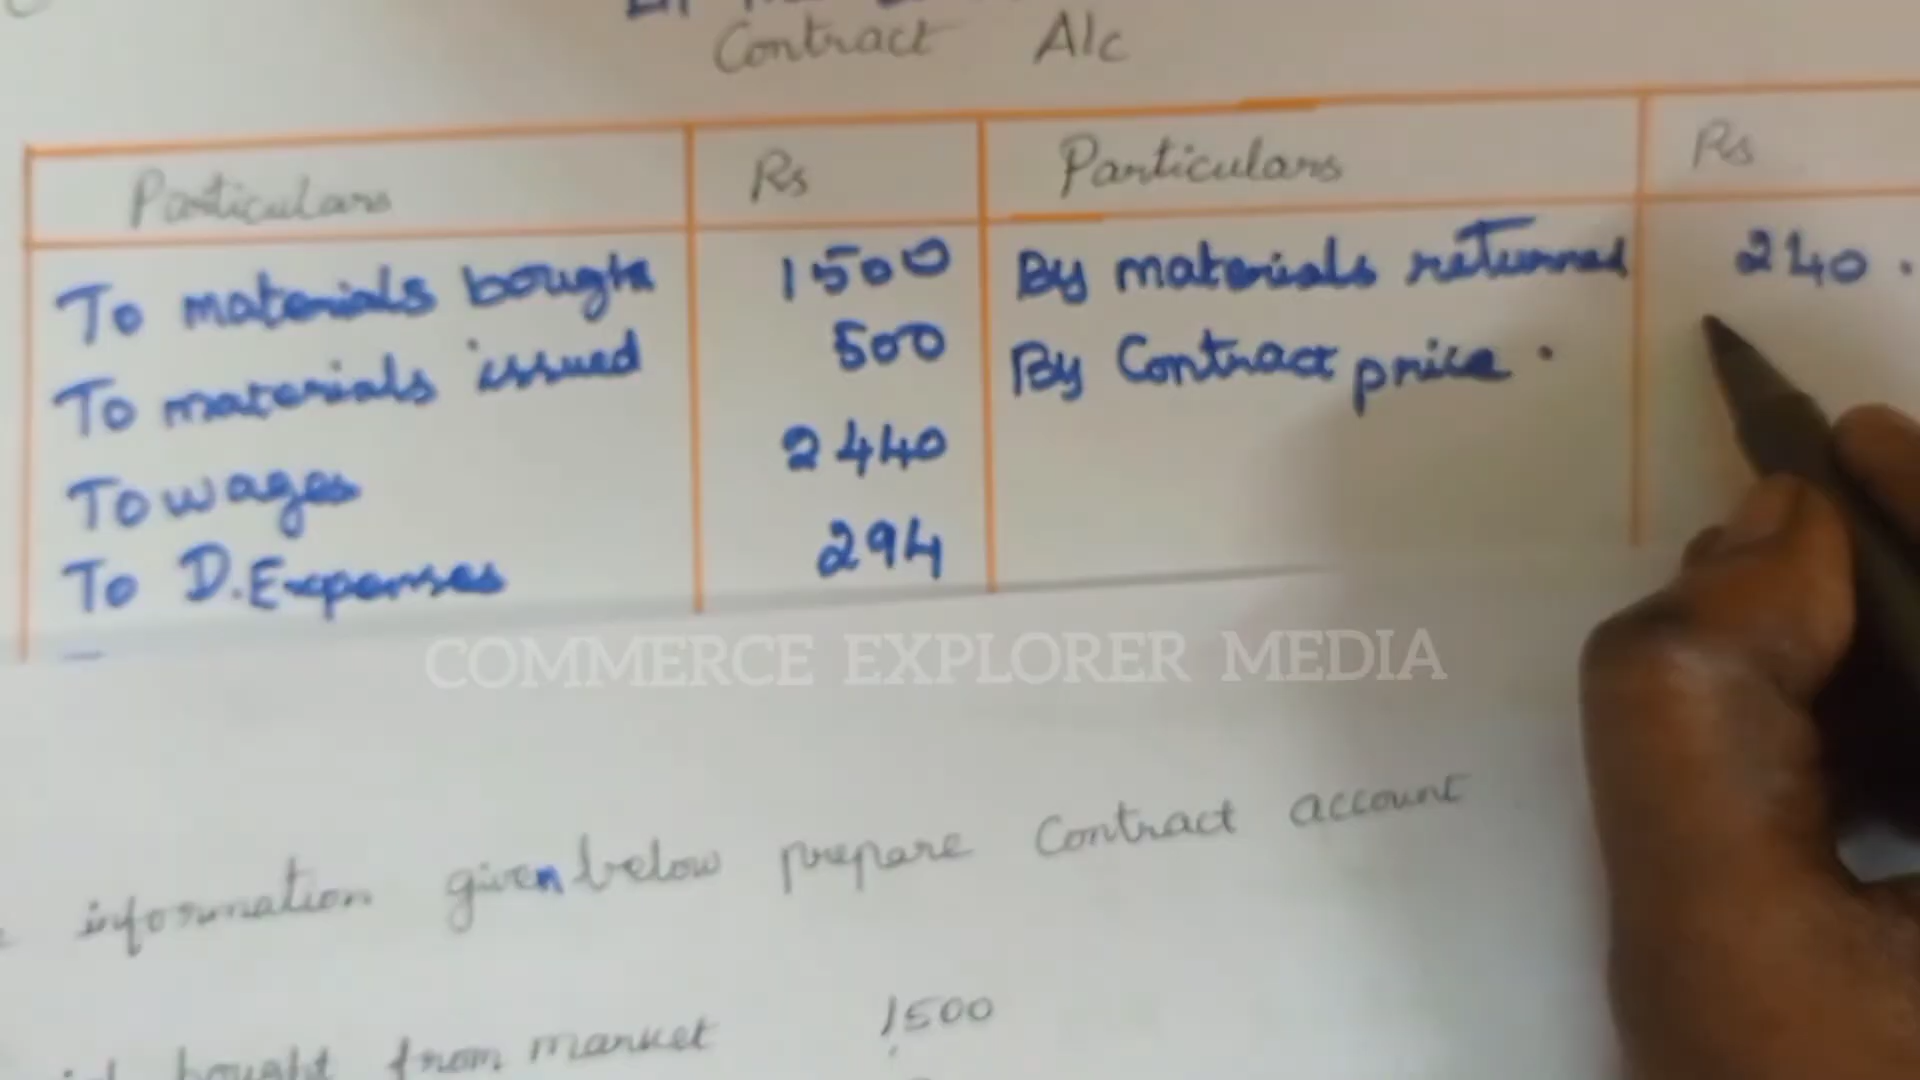 Contract A/c
Particulars Rs Particulars Rs
To materials bought 1500 By materials returned 240.
To materials issued 500 By Contract price.
To wages 2440
To D.Expenses 294
COMMERCE EXPLORER MEDIA
information given below prepare Contract account
bought from market 1500